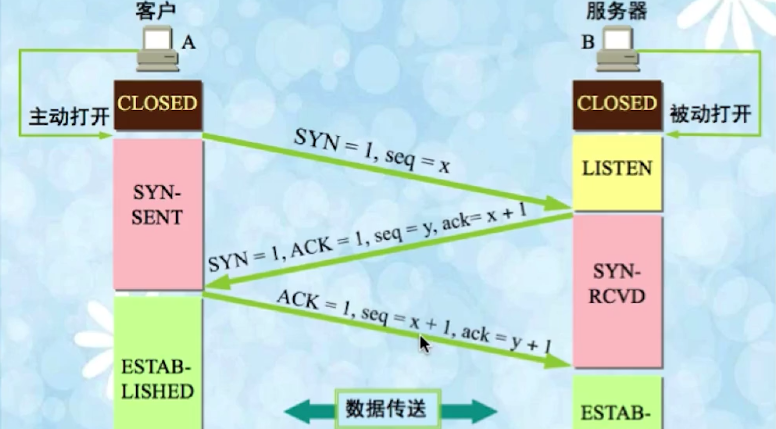 客户
服务器
A
B
主动打开
CLOSED
CLOSED
被动打开
SYN = 1, seq = x
LISTEN
SYN-
SENT
SYN = 1, ACK = 1, seq = y, ack= x + 1
SYN-
RCVD
ACK = 1, seq = x + 1, ack = y + 1
ESTAB-
LISHED
数据传送
ESTAB-